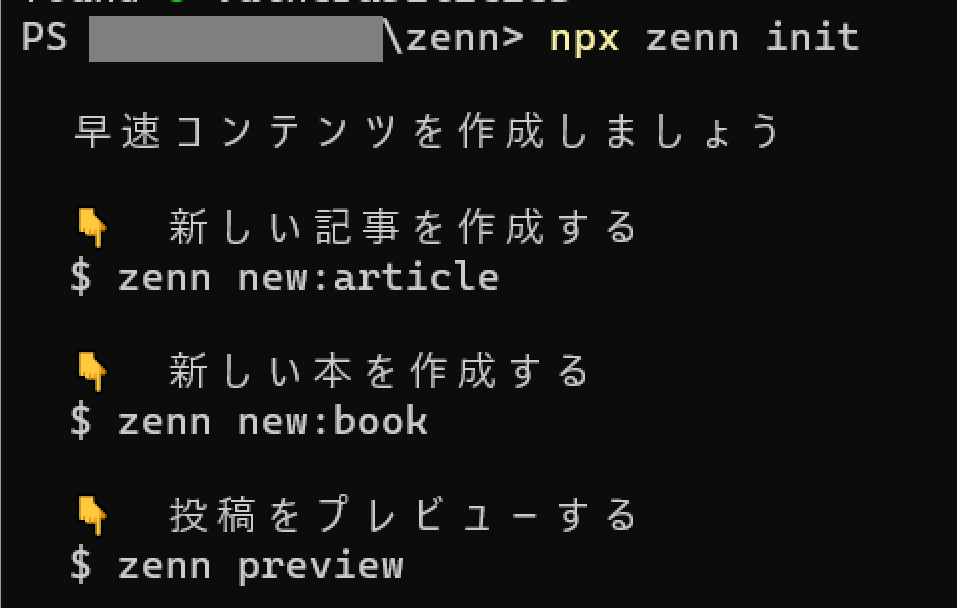 PS \zenn> npx zenn init
早速コンテンツを作成しましょう
👇 新しい記事を作成する
$ zenn new:article
👇 新しい本を作成する
$ zenn new:book
👇 投稿をプレビューする
$ zenn preview